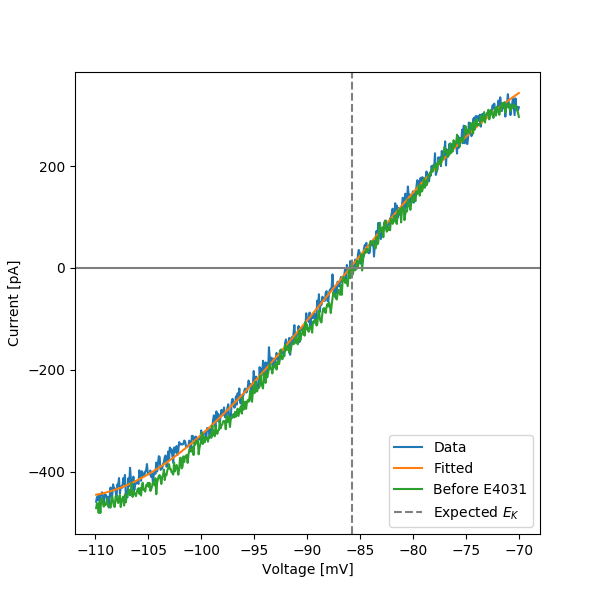 200
0
−200
−400
Current [pA]
−110
−105
−100
−95
−90
−85
−80
−75
−70
Voltage [mV]
Data
Fitted
Before E4031
Expected E_K